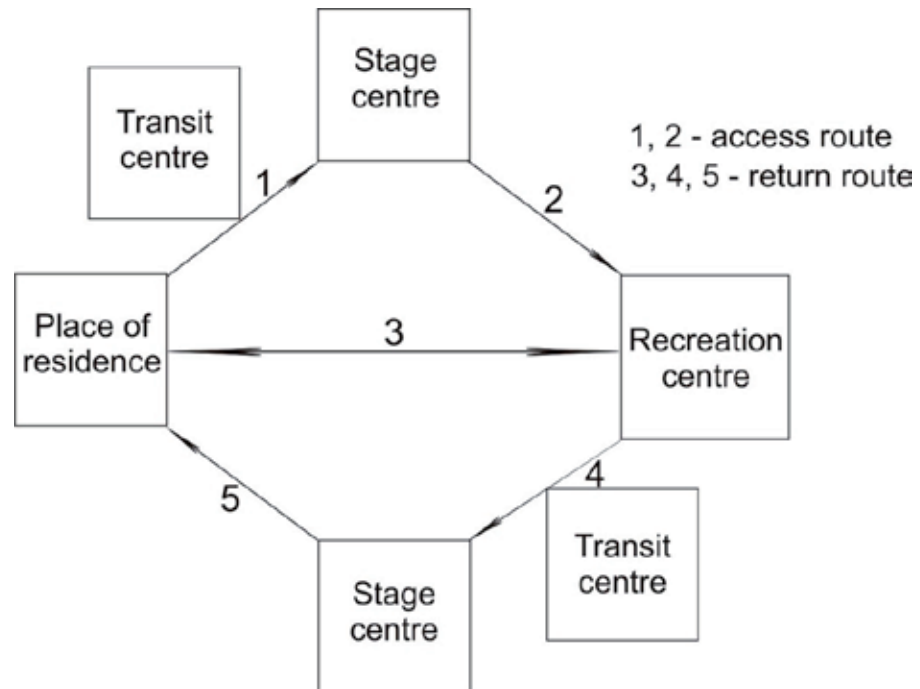 Stage
centre
Transit
centre
1, 2 - access route
3, 4, 5 - return route
1
2
Place of
residence
3
Recreation
centre
5
4
Stage
centre
Transit
centre